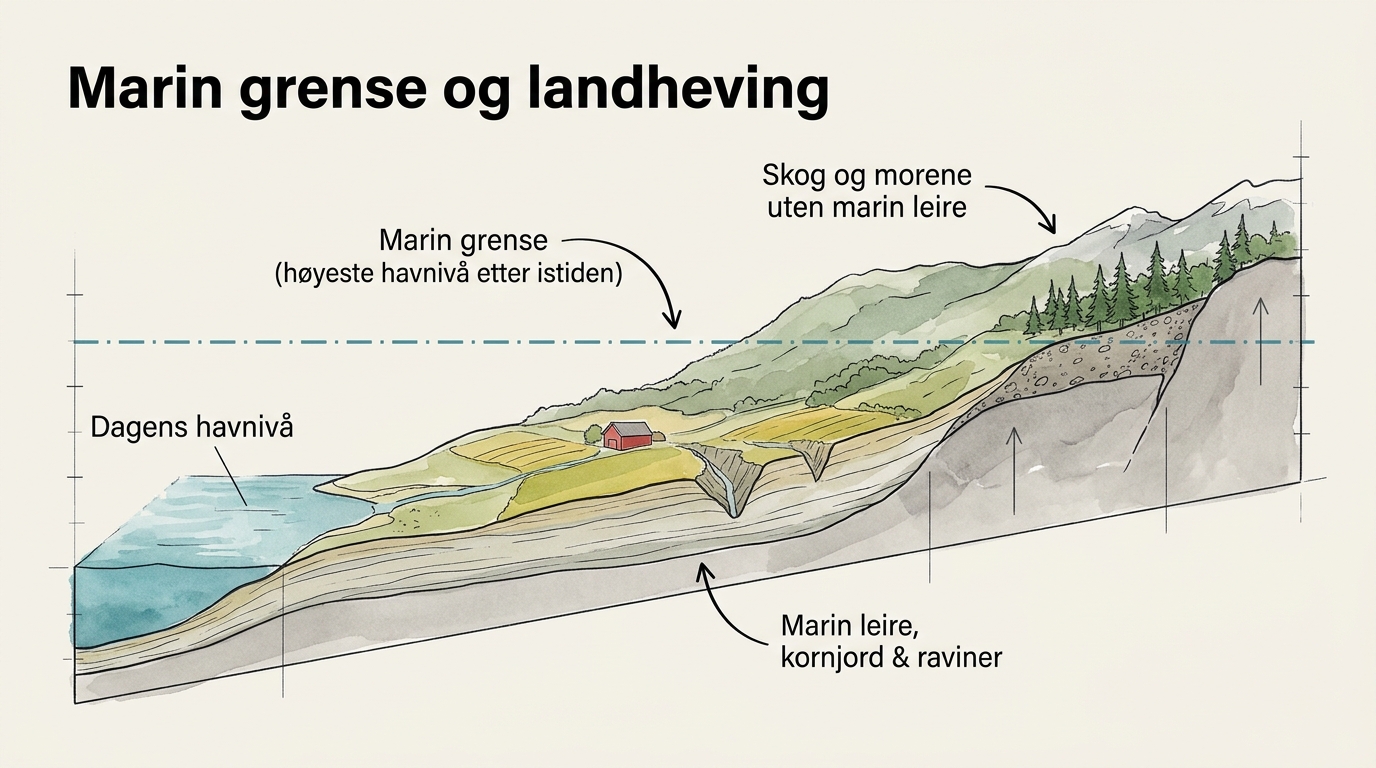 Marin grense og landheving
Skog og morene
uten marin leire
Marin grense
(høyeste havnivå etter istiden)
Dagens havnivå
Marin leire,
kornjord & raviner